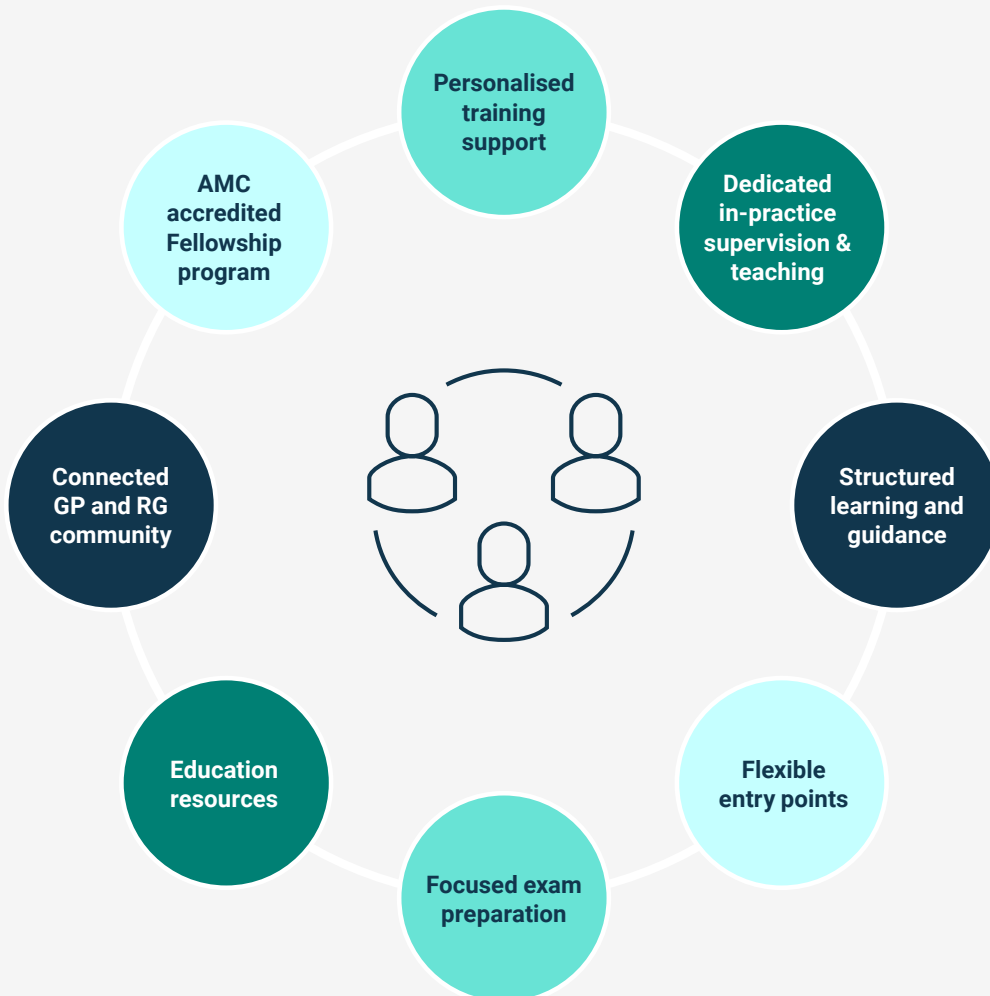 Personalised
training
support
Dedicated
in-practice
supervision &
teaching
Structured
learning and
guidance
Flexible
entry points
Focused exam
preparation
Education
resources
Connected
GP and RG
community
AMC
accredited
Fellowship
program